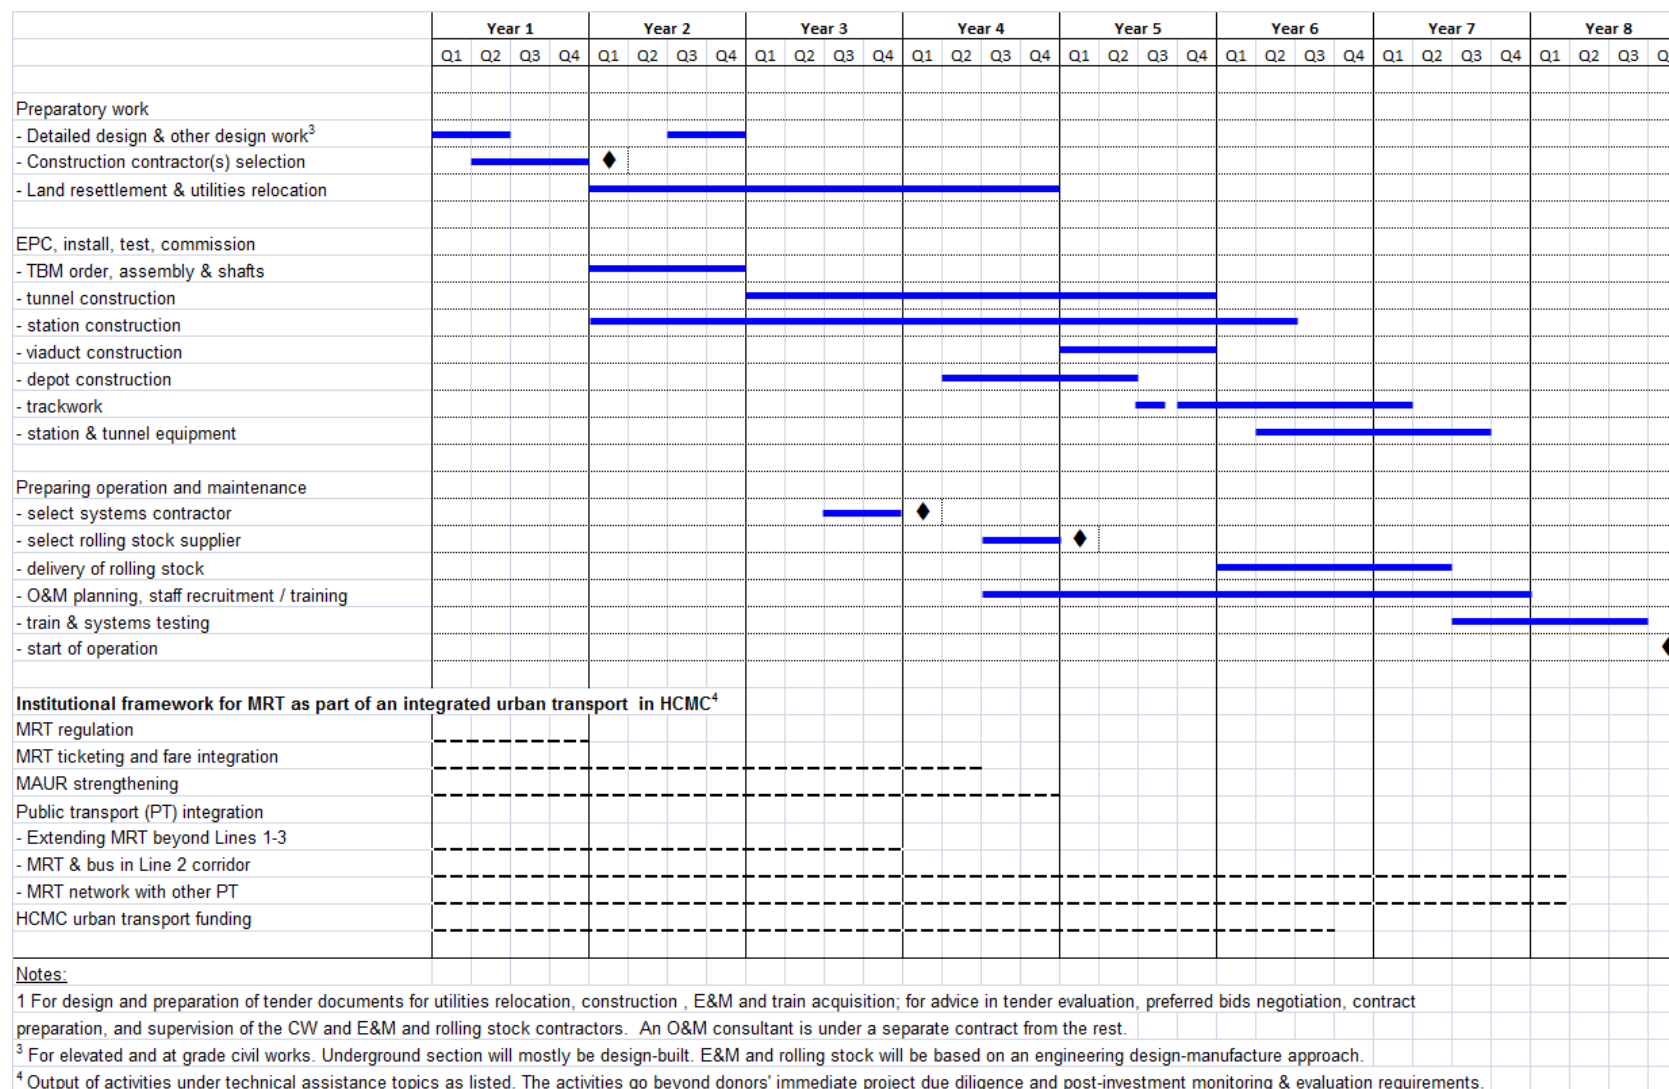 Year 1 Year 2 Year 3 Year 4 Year 5 Year 6 Year 7 Year 8
Q1 Q2 Q3 Q4 Q1 Q2 Q3 Q4 Q1 Q2 Q3 Q4 Q1 Q2 Q3 Q4 Q1 Q2 Q3 Q4 Q1 Q2 Q3 Q4 Q1 Q2 Q3 Q4 Q1 Q2 Q3
Preparatory work
- Detailed design & other design work³
- Construction contractor(s) selection
- Land resettlement & utilities relocation
EPC, install, test, commission
- TBM order, assembly & shafts
- tunnel construction
- station construction
- viaduct construction
- depot construction
- trackwork
- station & tunnel equipment
Preparing operation and maintenance
- select systems contractor
- select rolling stock supplier
- delivery of rolling stock
- O&M planning, staff recruitment / training
- train & systems testing
- start of operation
Institutional framework for MRT as part of an integrated urban transport in HCMC⁴
MRT regulation
MRT ticketing and fare integration
MAUR strengthening
Public transport (PT) integration
- Extending MRT beyond Lines 1-3
- MRT & bus in Line 2 corridor
- MRT network with other PT
HCMC urban transport funding
Notes:
1 For design and preparation of tender documents for utilities relocation, construction , E&M and train acquisition; for advice in tender evaluation, preferred bids negotiation, contract
preparation, and supervision of the CW and E&M and rolling stock contractors. An O&M consultant is under a separate contract from the rest.
³ For elevated and at grade civil works. Underground section will mostly be design-built. E&M and rolling stock will be based on an engineering design-manufacture approach.
⁴ Output of activities under technical assistance topics as listed. The activities go beyond donors' immediate project due diligence and post-investment monitoring & evaluation requirements.